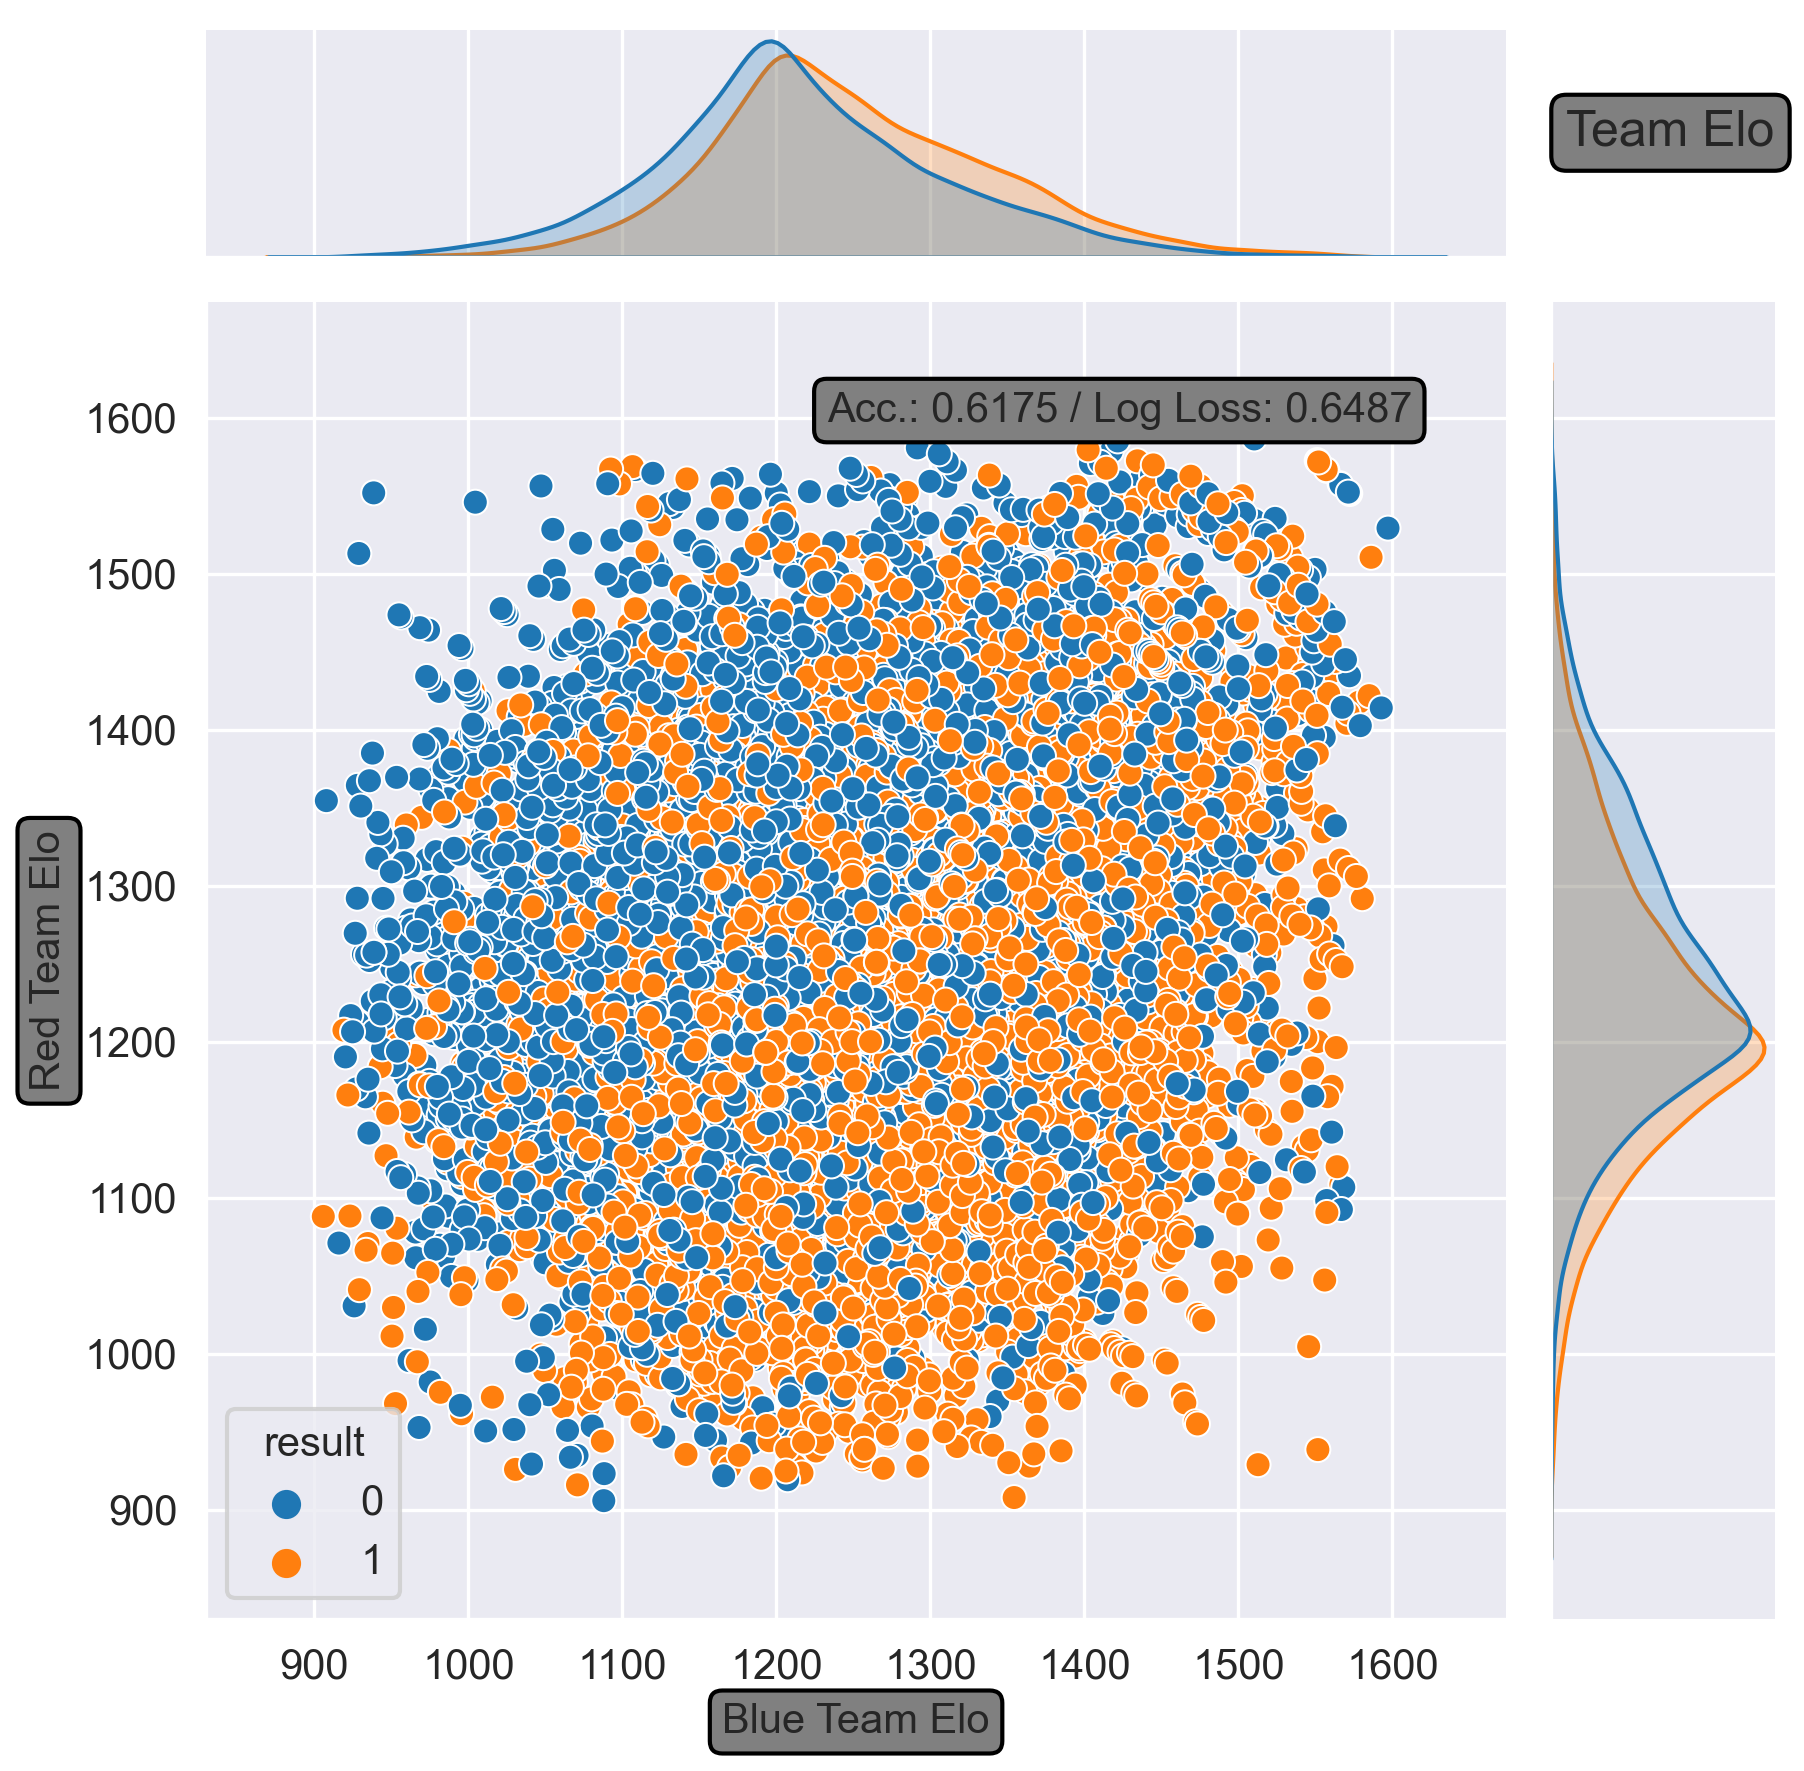 Team Elo
Acc.: 0.6175 / Log Loss: 0.6487
1600
1500
1400
1300
1200
1100
1000
900
Red Team Elo
result
0
1
900 1000 1100 1200 1300 1400 1500 1600
Blue Team Elo